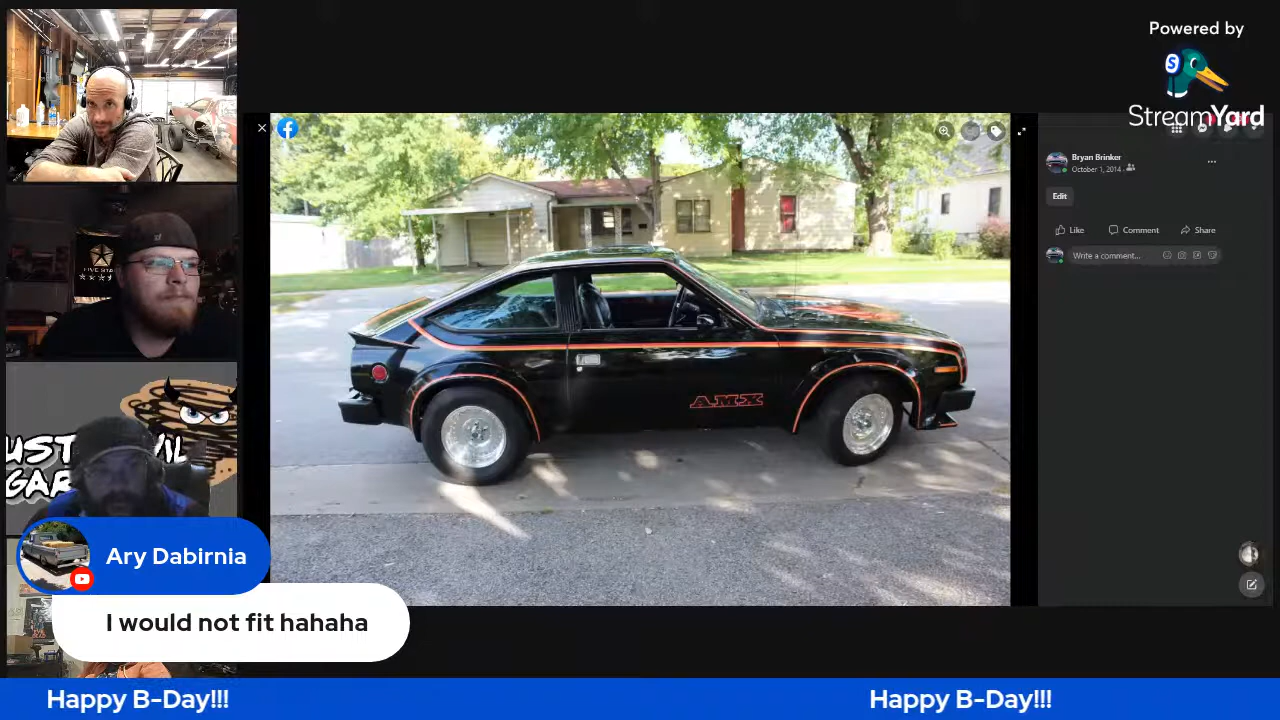 Powered by
StreamYard
Bryan Brinker
October 1, 2014
Edit
Like
Comment
Share
Write a comment...
AMX
Ary Dabirnia
I would not fit hahaha
Happy B-Day!!!
Happy B-Day!!!